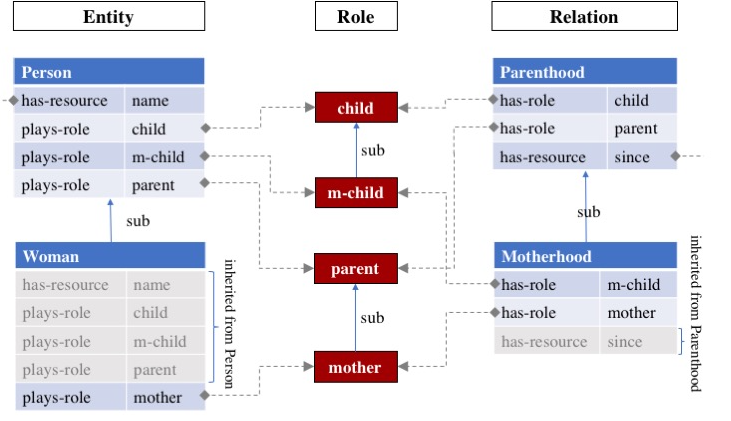 Entity
Role
Relation
Person
has-resource name
plays-role child
plays-role m-child
plays-role parent
sub
Woman
has-resource name
plays-role child
plays-role m-child
plays-role parent
plays-role mother
inherited from Person
child
sub
m-child
parent
sub
mother
Parenthood
has-role child
has-role parent
has-resource since
sub
Motherhood
has-role m-child
has-role mother
has-resource since
inherited from Parenthood